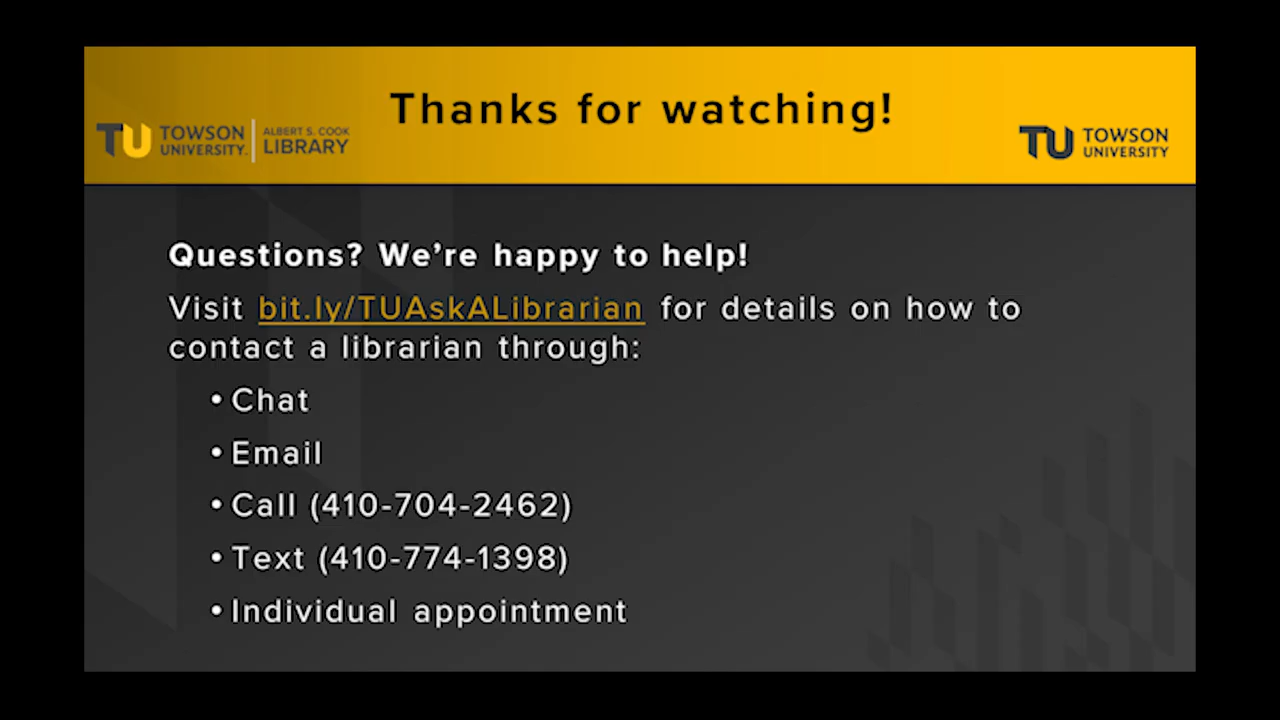 Thanks for watching!
TU TOWSON UNIVERSITY. ALBERT S. COOK LIBRARY
TU TOWSON UNIVERSITY
Questions? We’re happy to help!
Visit bit.ly/TUAskALibrarian for details on how to
contact a librarian through:
• Chat
• Email
• Call (410-704-2462)
• Text (410-774-1398)
• Individual appointment